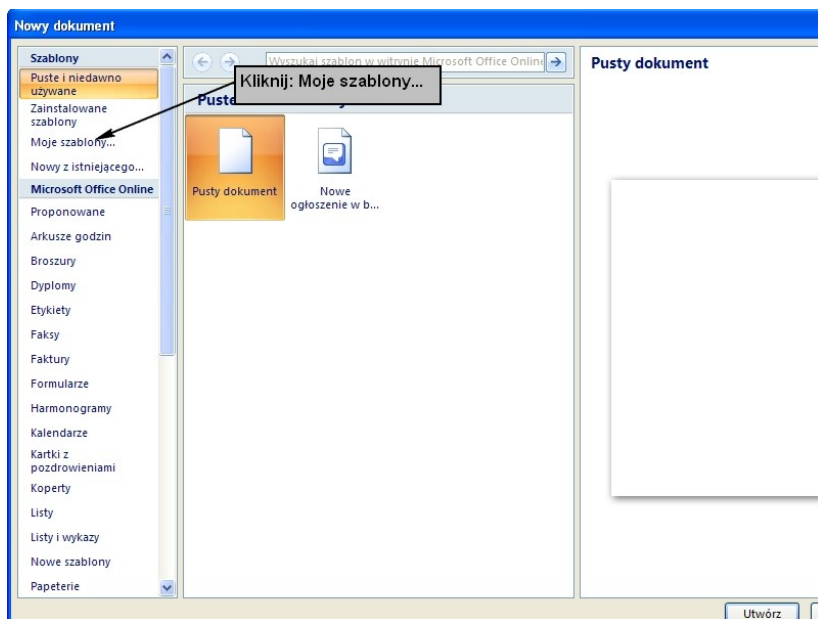 Nowy dokument
Szablony
Puste i niedawno
używane
Zainstalowane
szablony
Moje szablony...
Nowy z istniejącego...
Microsoft Office Online
Proponowane
Arkusze godzin
Broszury
Dyplomy
Etykiety
Faksy
Faktury
Formularze
Harmonogramy
Kalendarze
Kartki z
pozdrowieniami
Koperty
Listy
Listy i wykazy
Nowe szablony
Papeterie
Wyszukaj szablon w witrynie Microsoft Office Online
Kliknij: Moje szablony...
Puste
Pusty dokument
Nowe
ogłoszenie w b...
Pusty dokument
Utwórz